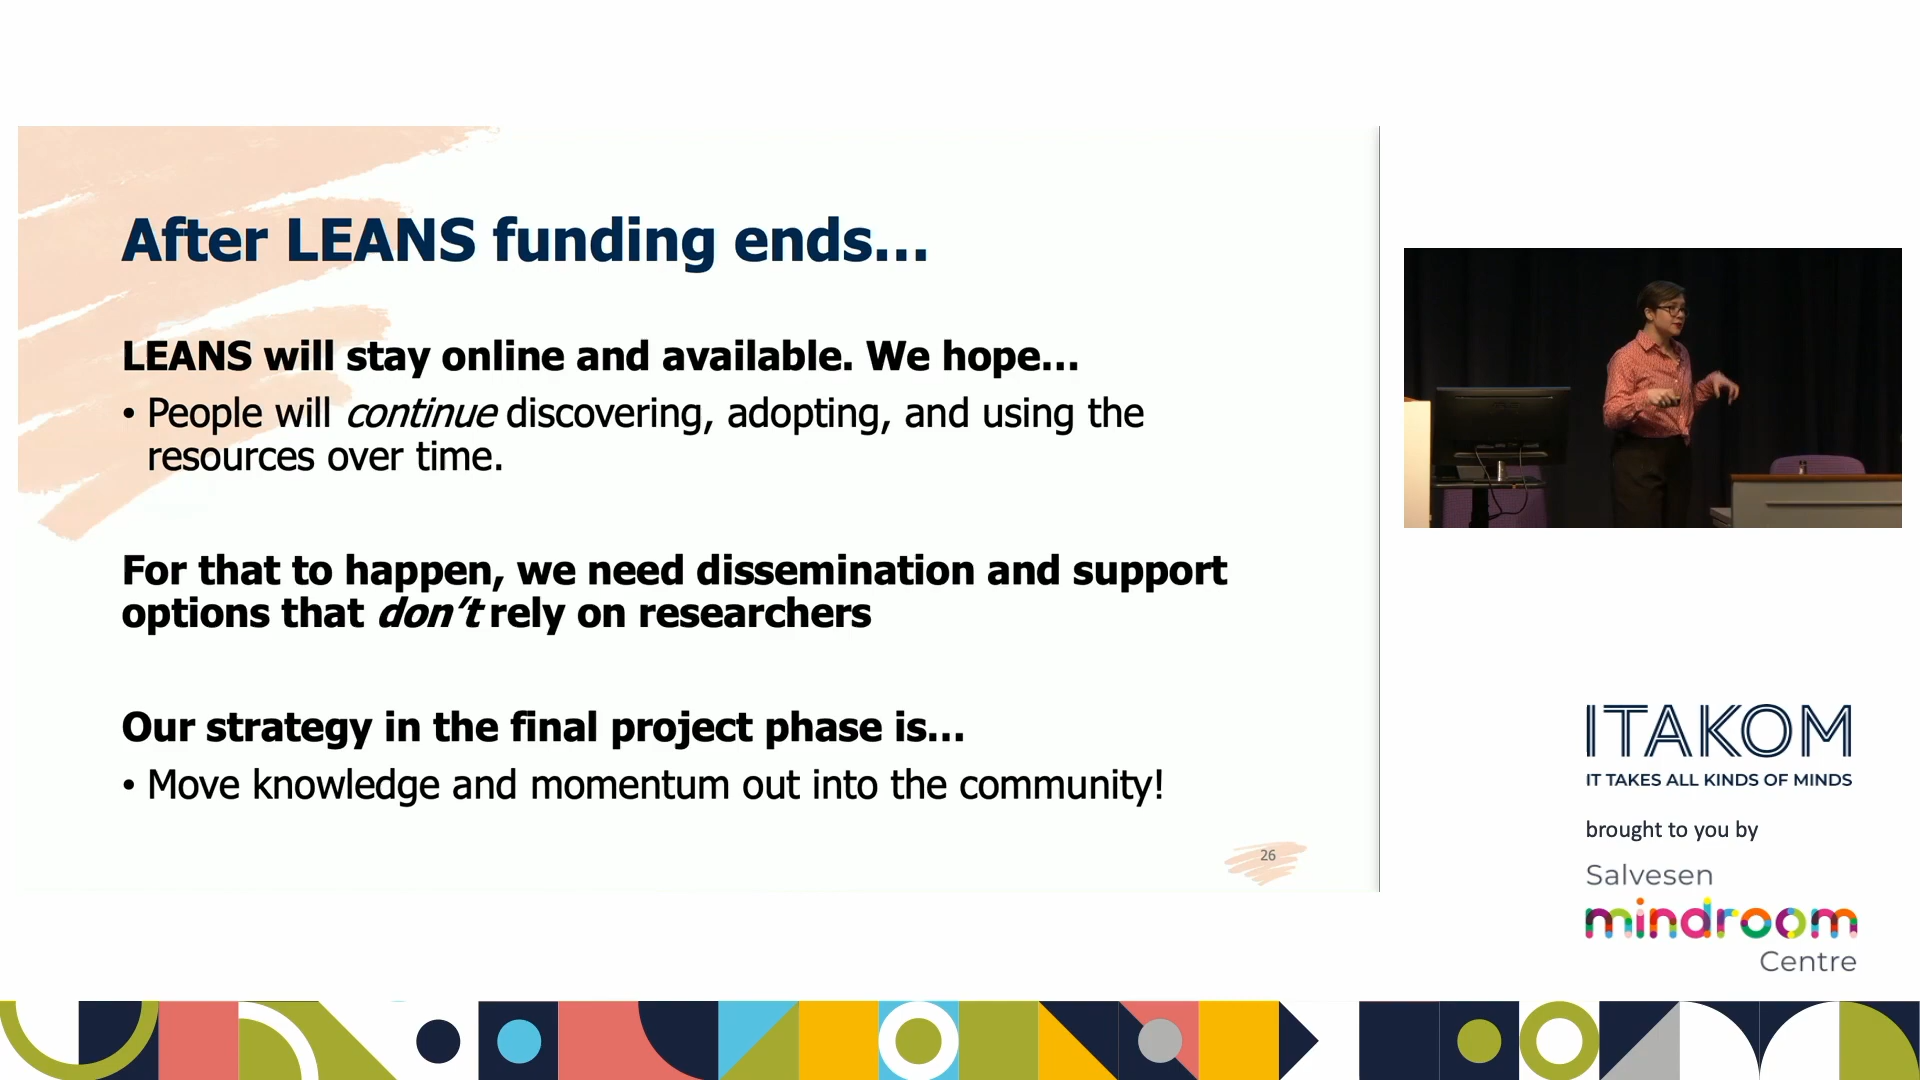 After LEANS funding ends...
LEANS will stay online and available. We hope...
• People will continue discovering, adopting, and using the
resources over time.
For that to happen, we need dissemination and support
options that don’t rely on researchers
Our strategy in the final project phase is...
• Move knowledge and momentum out into the community!
26
ITAKOM
IT TAKES ALL KINDS OF MINDS
brought to you by
Salvesen
mindroom
Centre